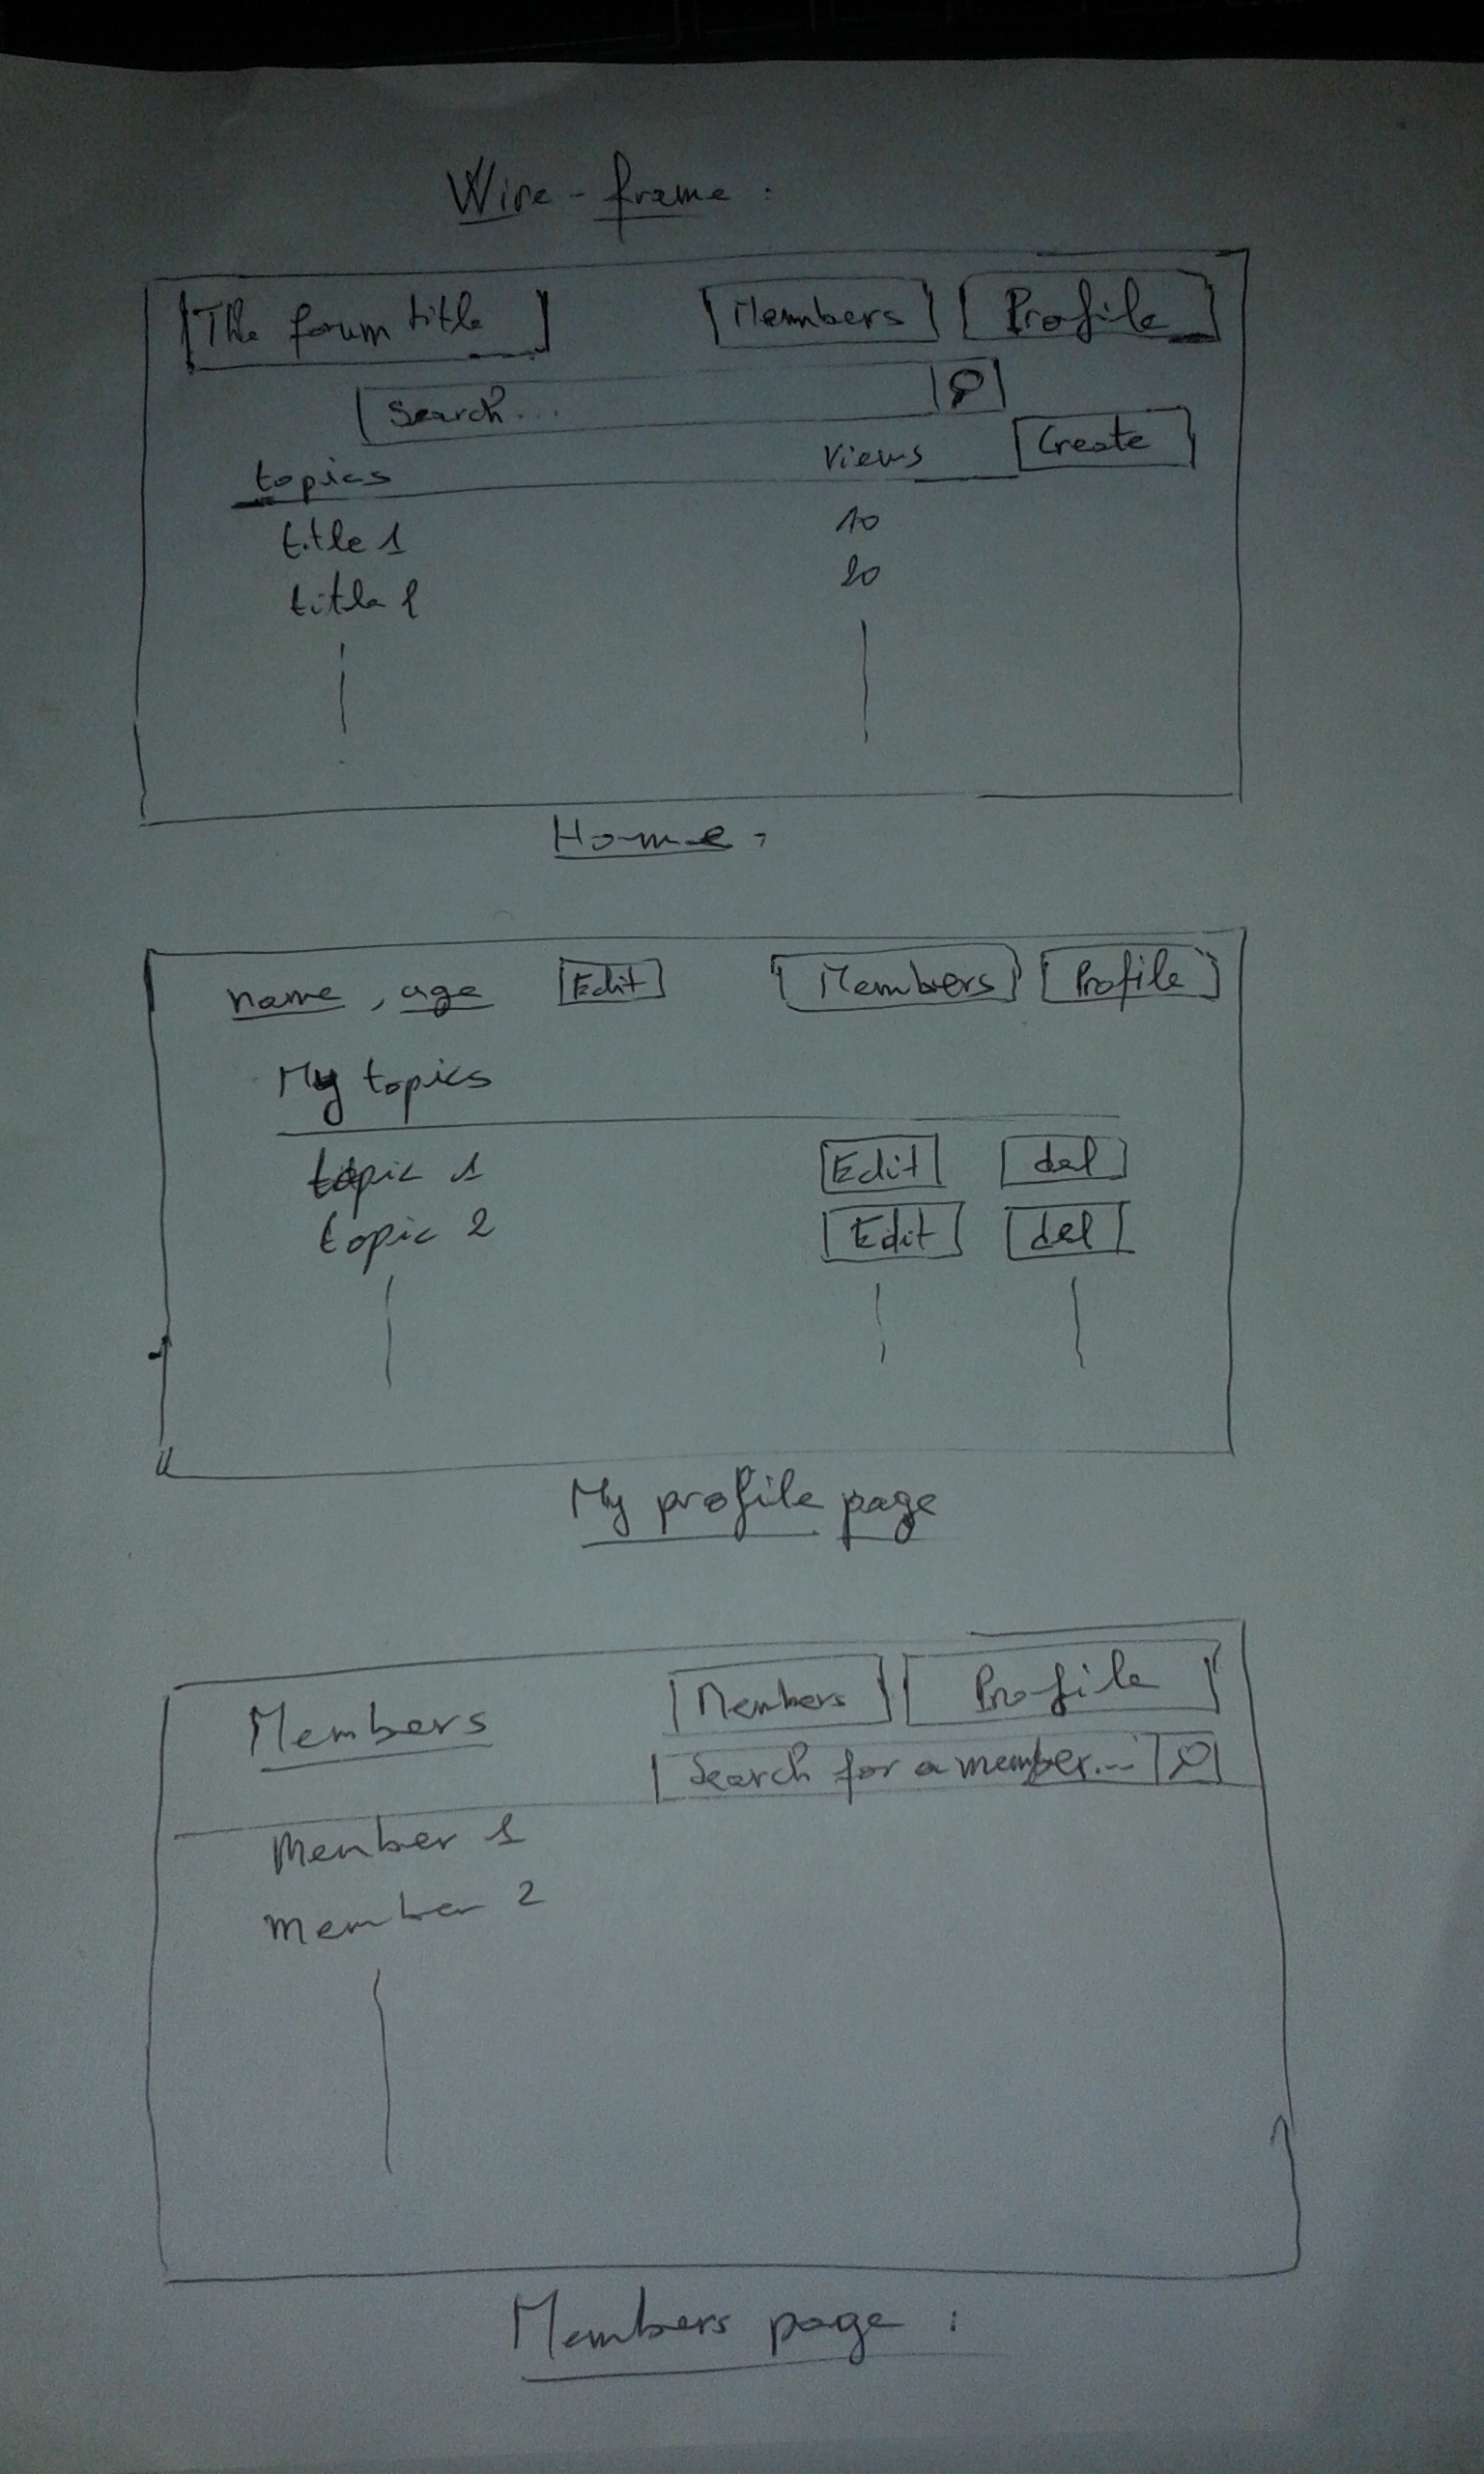 Wire-frame :
The forum title Members Profile
Search...
topics Views Create
title 1 10
title 2 20
Home :
name , age Edit Members Profile
My topics
topic 1 Edit del
topic 2 Edit del
My profile page
Members Members Profile
Search for a member...
Member 1
member 2
Members page :